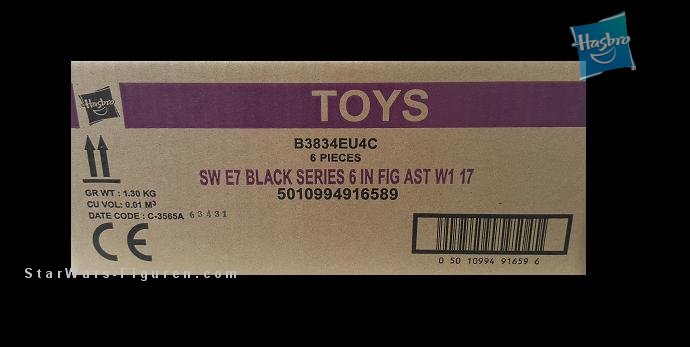 Hasbro
Hasbro
TOYS
B3834EU4C
6 PIECES
SW E7 BLACK SERIES 6 IN FIG AST W1 17
5010994916589
GR WT : 1.30 KG
CU VOL: 0.01 M³
DATE CODE : C-3565A 63431
CE
0 50 10994 91659 6
StarWars-Figuren.com